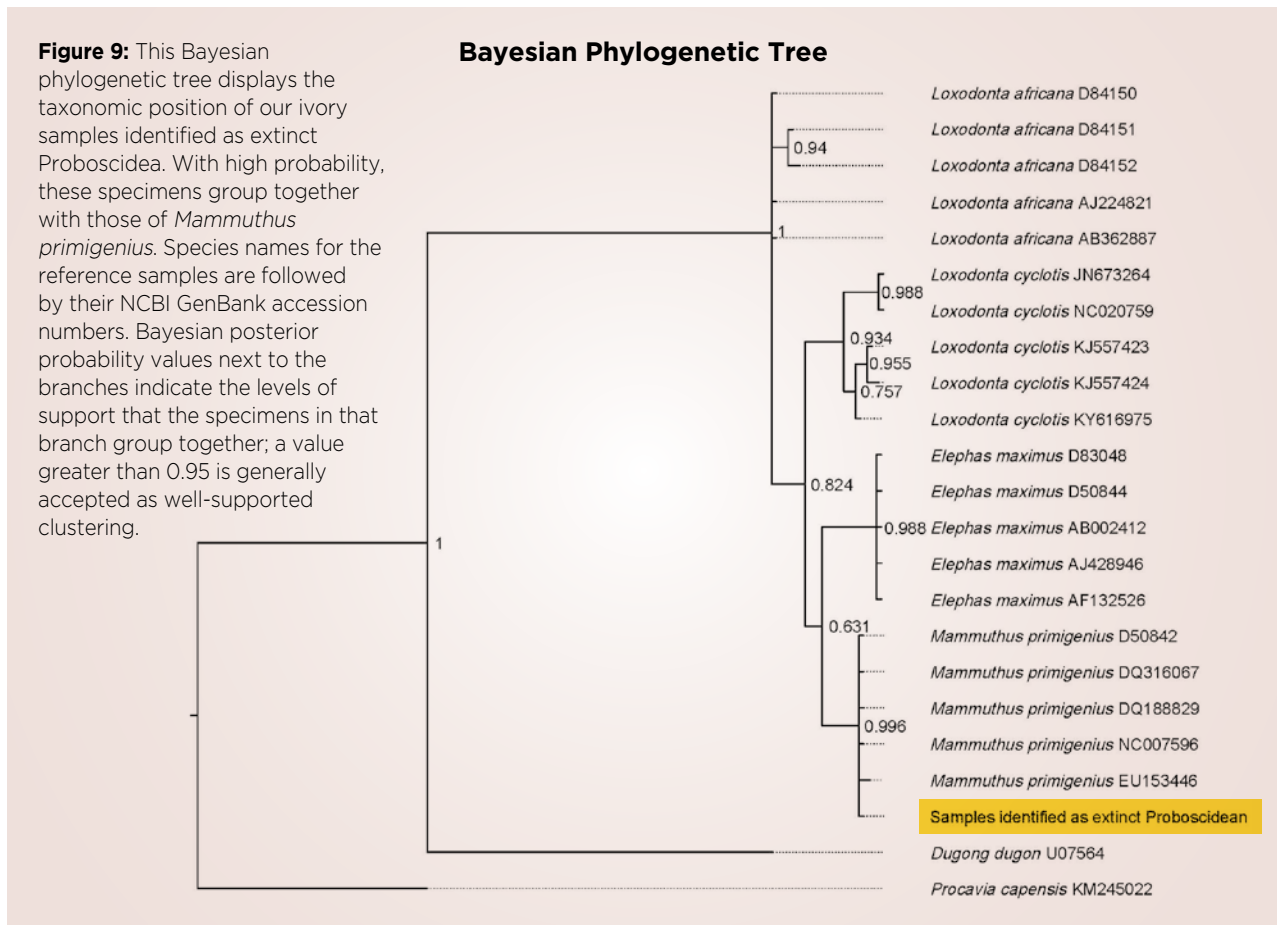 Figure 9: This Bayesian
phylogenetic tree displays the
taxonomic position of our ivory
samples identified as extinct
Proboscidea. With high probability,
these specimens group together
with those of Mammuthus
primigenius. Species names for the
reference samples are followed
by their NCBI GenBank accession
numbers. Bayesian posterior
probability values next to the
branches indicate the levels of
support that the specimens in that
branch group together; a value
greater than 0.95 is generally
accepted as well-supported
clustering.
Bayesian Phylogenetic Tree
Loxodonta africana D84150
Loxodonta africana D84151
0.94
Loxodonta africana D84152
Loxodonta africana AJ224821
1
Loxodonta africana AB362887
Loxodonta cyclotis JN673264
0.988
Loxodonta cyclotis NC020759
0.934
Loxodonta cyclotis KJ557423
0.955
Loxodonta cyclotis KJ557424
0.757
Loxodonta cyclotis KY616975
Elephas maximus D83048
0.824
Elephas maximus D50844
0.988 Elephas maximus AB002412
1
Elephas maximus AJ428946
Elephas maximus AF132526
0.631
Mammuthus primigenius D50842
Mammuthus primigenius DQ316067
Mammuthus primigenius DQ188829
0.996
Mammuthus primigenius NC007596
Mammuthus primigenius EU153446
Samples identified as extinct Proboscidean
Dugong dugon U07564
Procavia capensis KM245022